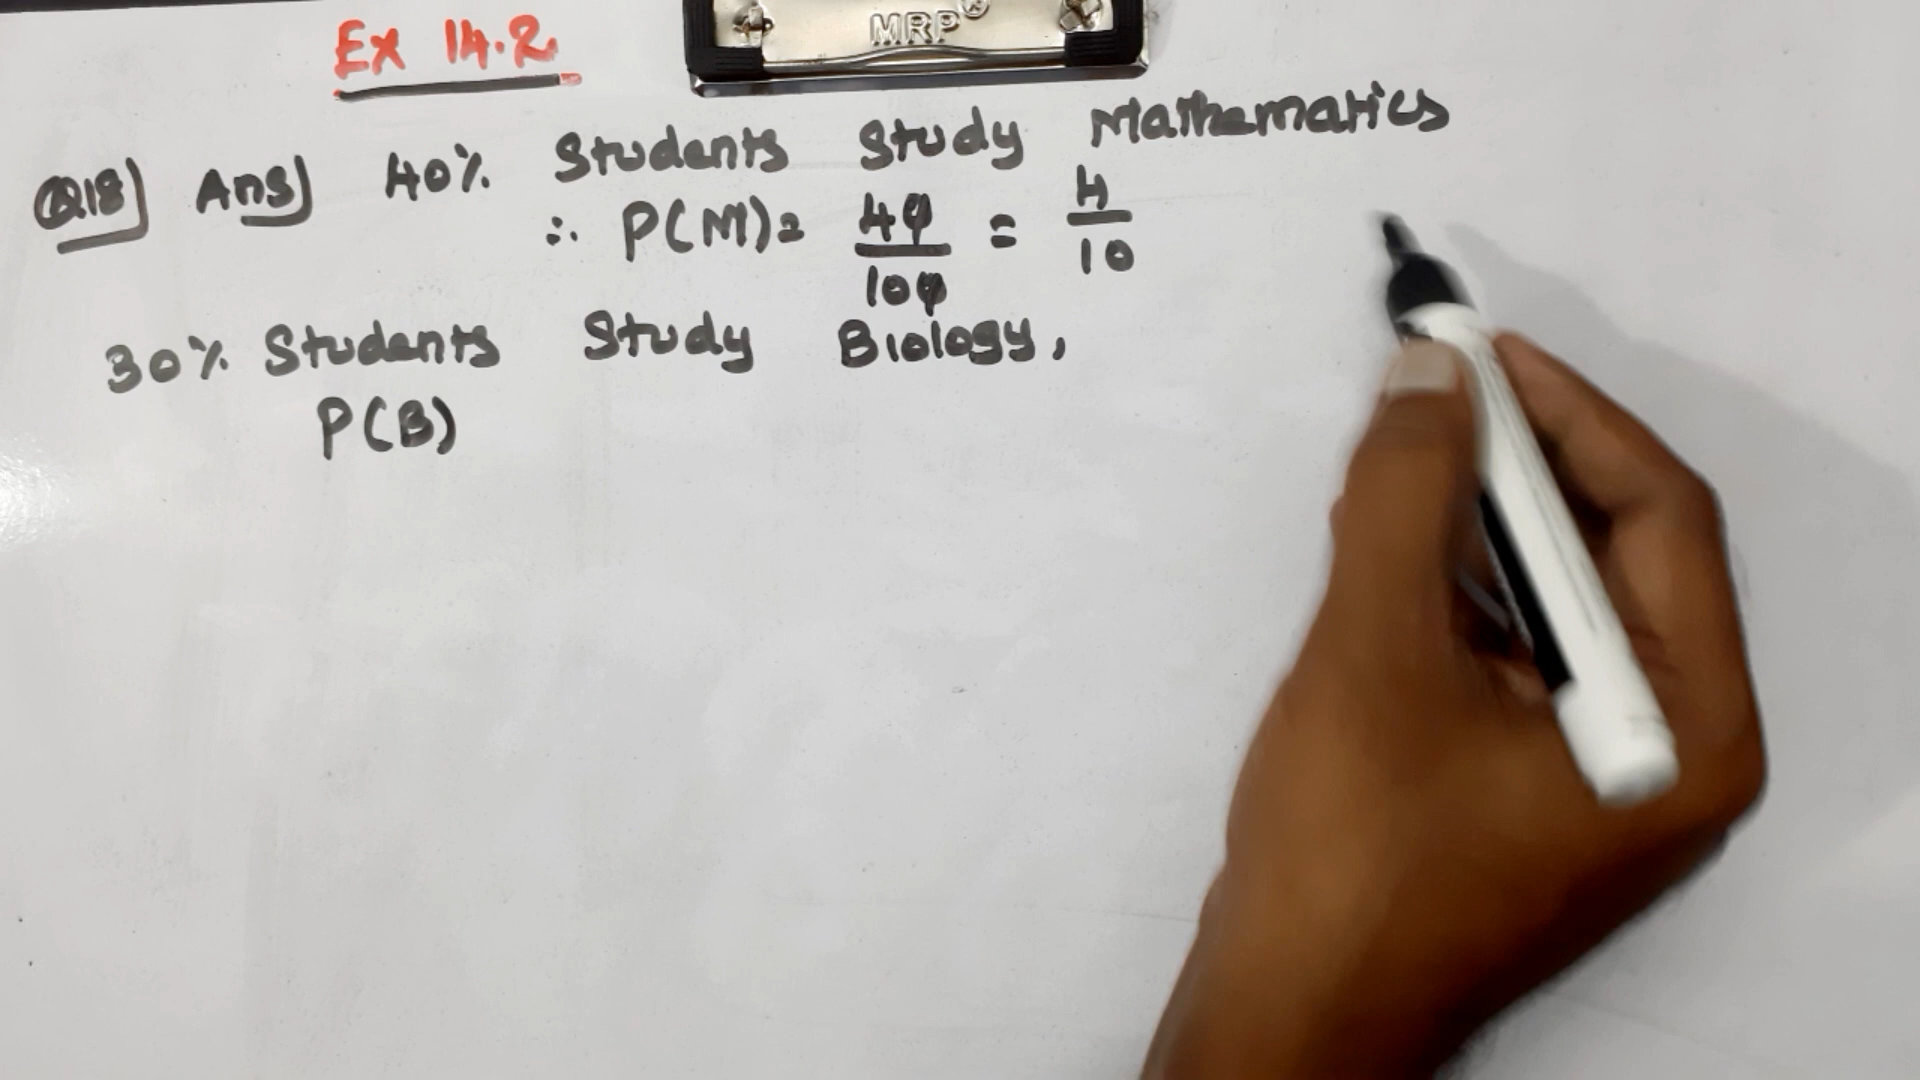 MRP®
Ex 14.2
Q18) Ans) 40% Students Study Mathematics
∴ P(M) = 40/100 = 4/10
30% Students Study Biology,
P(B)